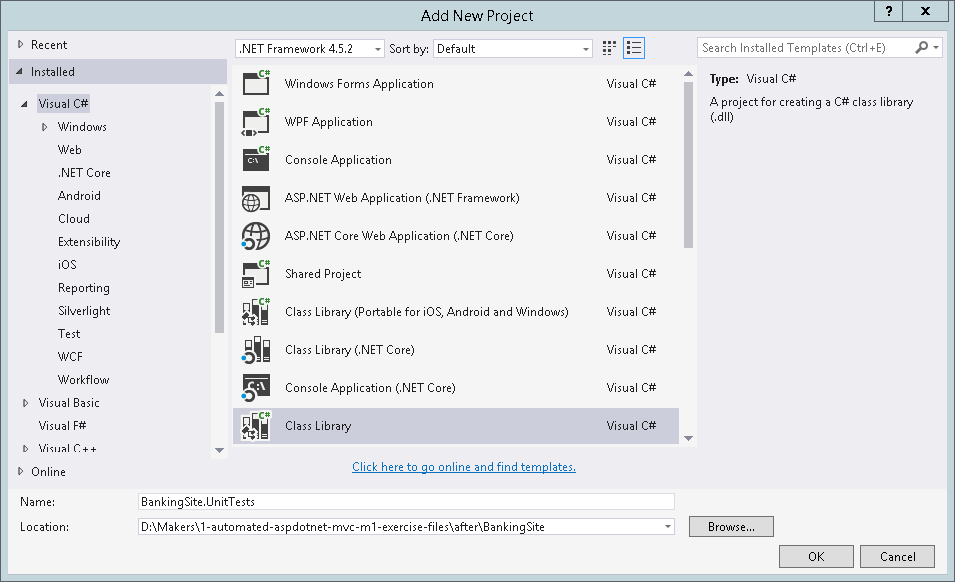 Add New Project
?
X
Recent
Installed
Visual C#
Windows
Web
.NET Core
Android
Cloud
Extensibility
iOS
Reporting
Silverlight
Test
WCF
Workflow
Visual Basic
Visual F#
Visual C++
Online
.NET Framework 4.5.2
Sort by: Default
Windows Forms Application Visual C#
WPF Application Visual C#
Console Application Visual C#
ASP.NET Web Application (.NET Framework) Visual C#
ASP.NET Core Web Application (.NET Core) Visual C#
Shared Project Visual C#
Class Library (Portable for iOS, Android and Windows) Visual C#
Class Library (.NET Core) Visual C#
Console Application (.NET Core) Visual C#
Class Library Visual C#
Click here to go online and find templates.
Search Installed Templates (Ctrl+E)
Type: Visual C#
A project for creating a C# class library
(.dll)
Name: BankingSite.UnitTests
Location: D:\Makers\1-automated-aspdotnet-mvc-m1-exercise-files\after\BankingSite
Browse...
OK
Cancel